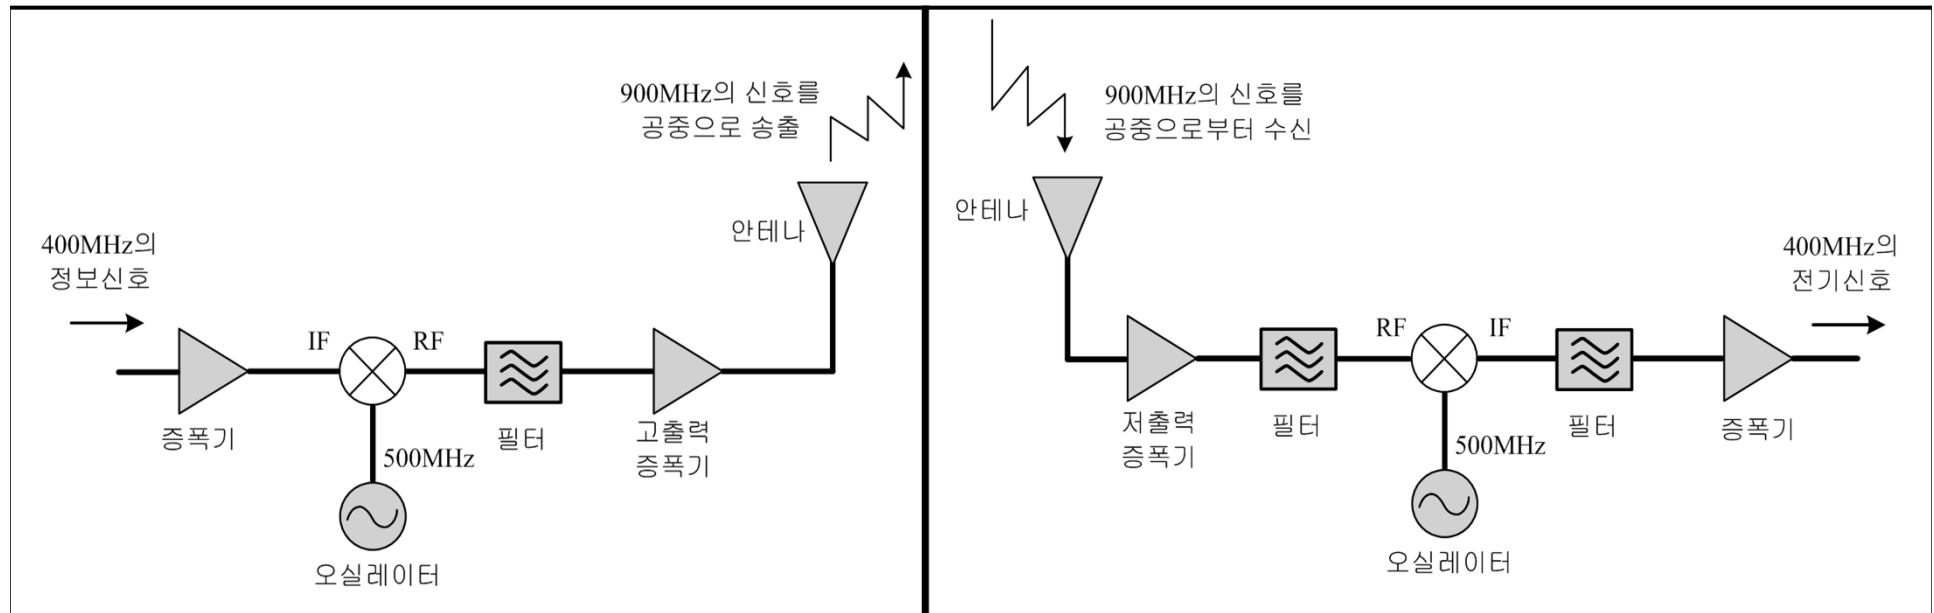 900MHz의 신호를
공중으로 송출
안테나
400MHz의
정보신호
IF
RF
증폭기
500MHz
필터
고출력
증폭기
오실레이터
900MHz의 신호를
공중으로부터 수신
안테나
400MHz의
전기신호
RF
IF
저출력
증폭기
필터
500MHz
필터
증폭기
오실레이터